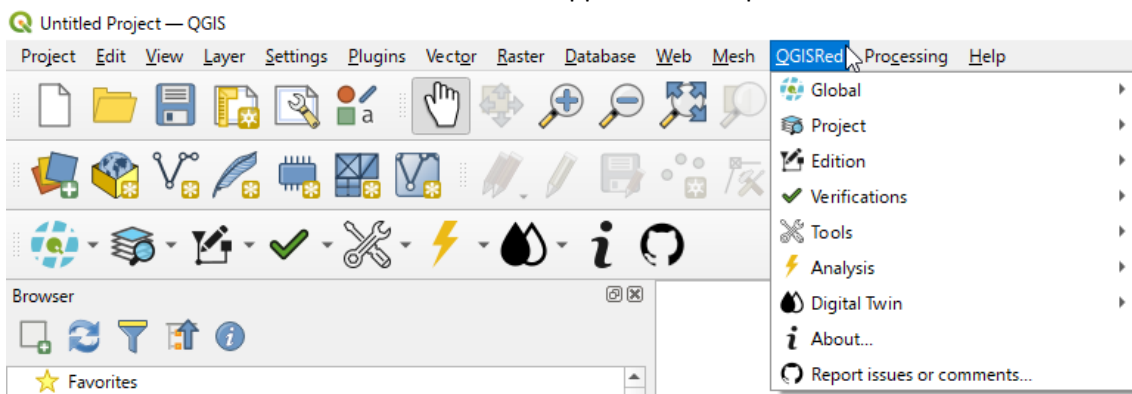 Untitled Project — QGIS
Project Edit View Layer Settings Plugins Vector Raster Database Web Mesh QGISRed Processing Help
Global
Project
a
Edition
Verifications
Tools
Analysis
Browser
Digital Twin
About...
Favorites
Report issues or comments...